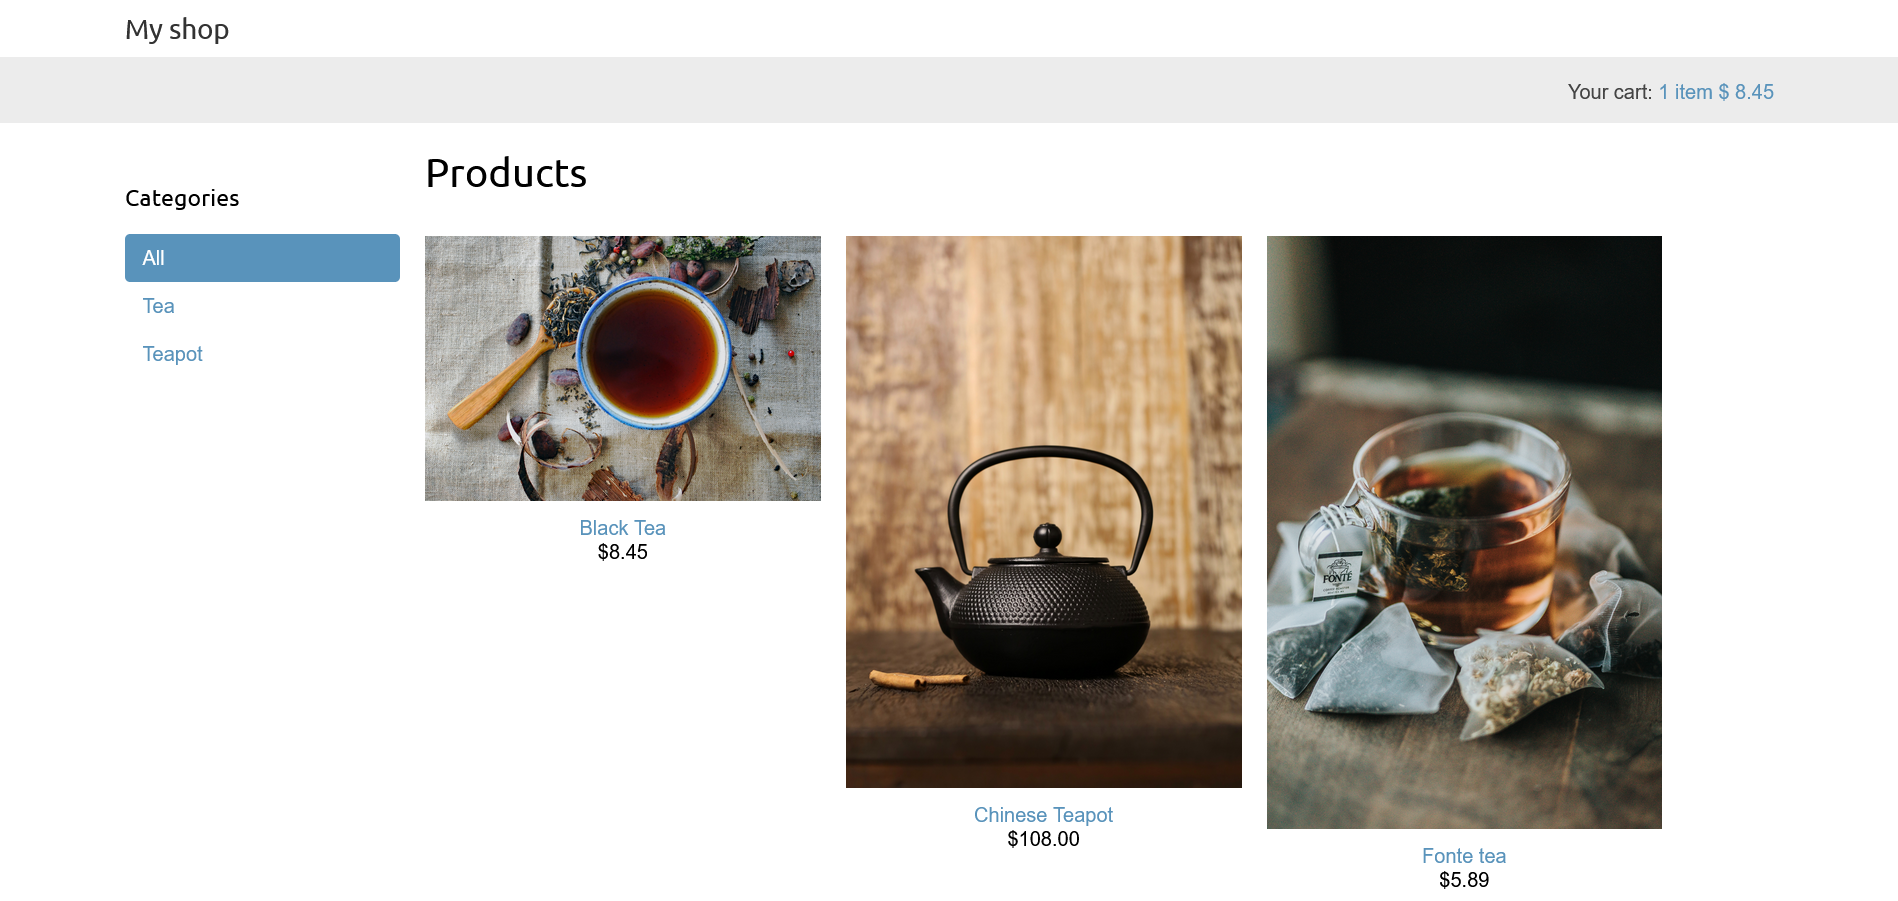 My shop
Your cart: 1 item $ 8.45
Products
Categories
All
Tea
Teapot
Black Tea
$8.45
Chinese Teapot
$108.00
FONTÉ
Fonte tea
$5.89